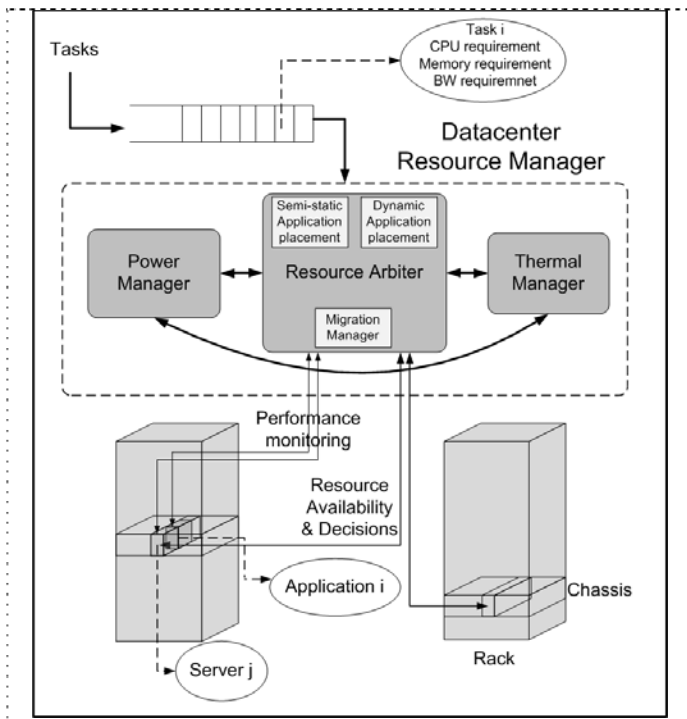 Tasks
Task i
CPU requirement
Memory requirement
BW requiremnet
Datacenter
Resource Manager
Semi-static
Application
placement
Dynamic
Application
placement
Power
Manager
Resource Arbiter
Thermal
Manager
Migration
Manager
Performance
monitoring
Resource
Availability
& Decisions
Application i
Chassis
Server j
Rack